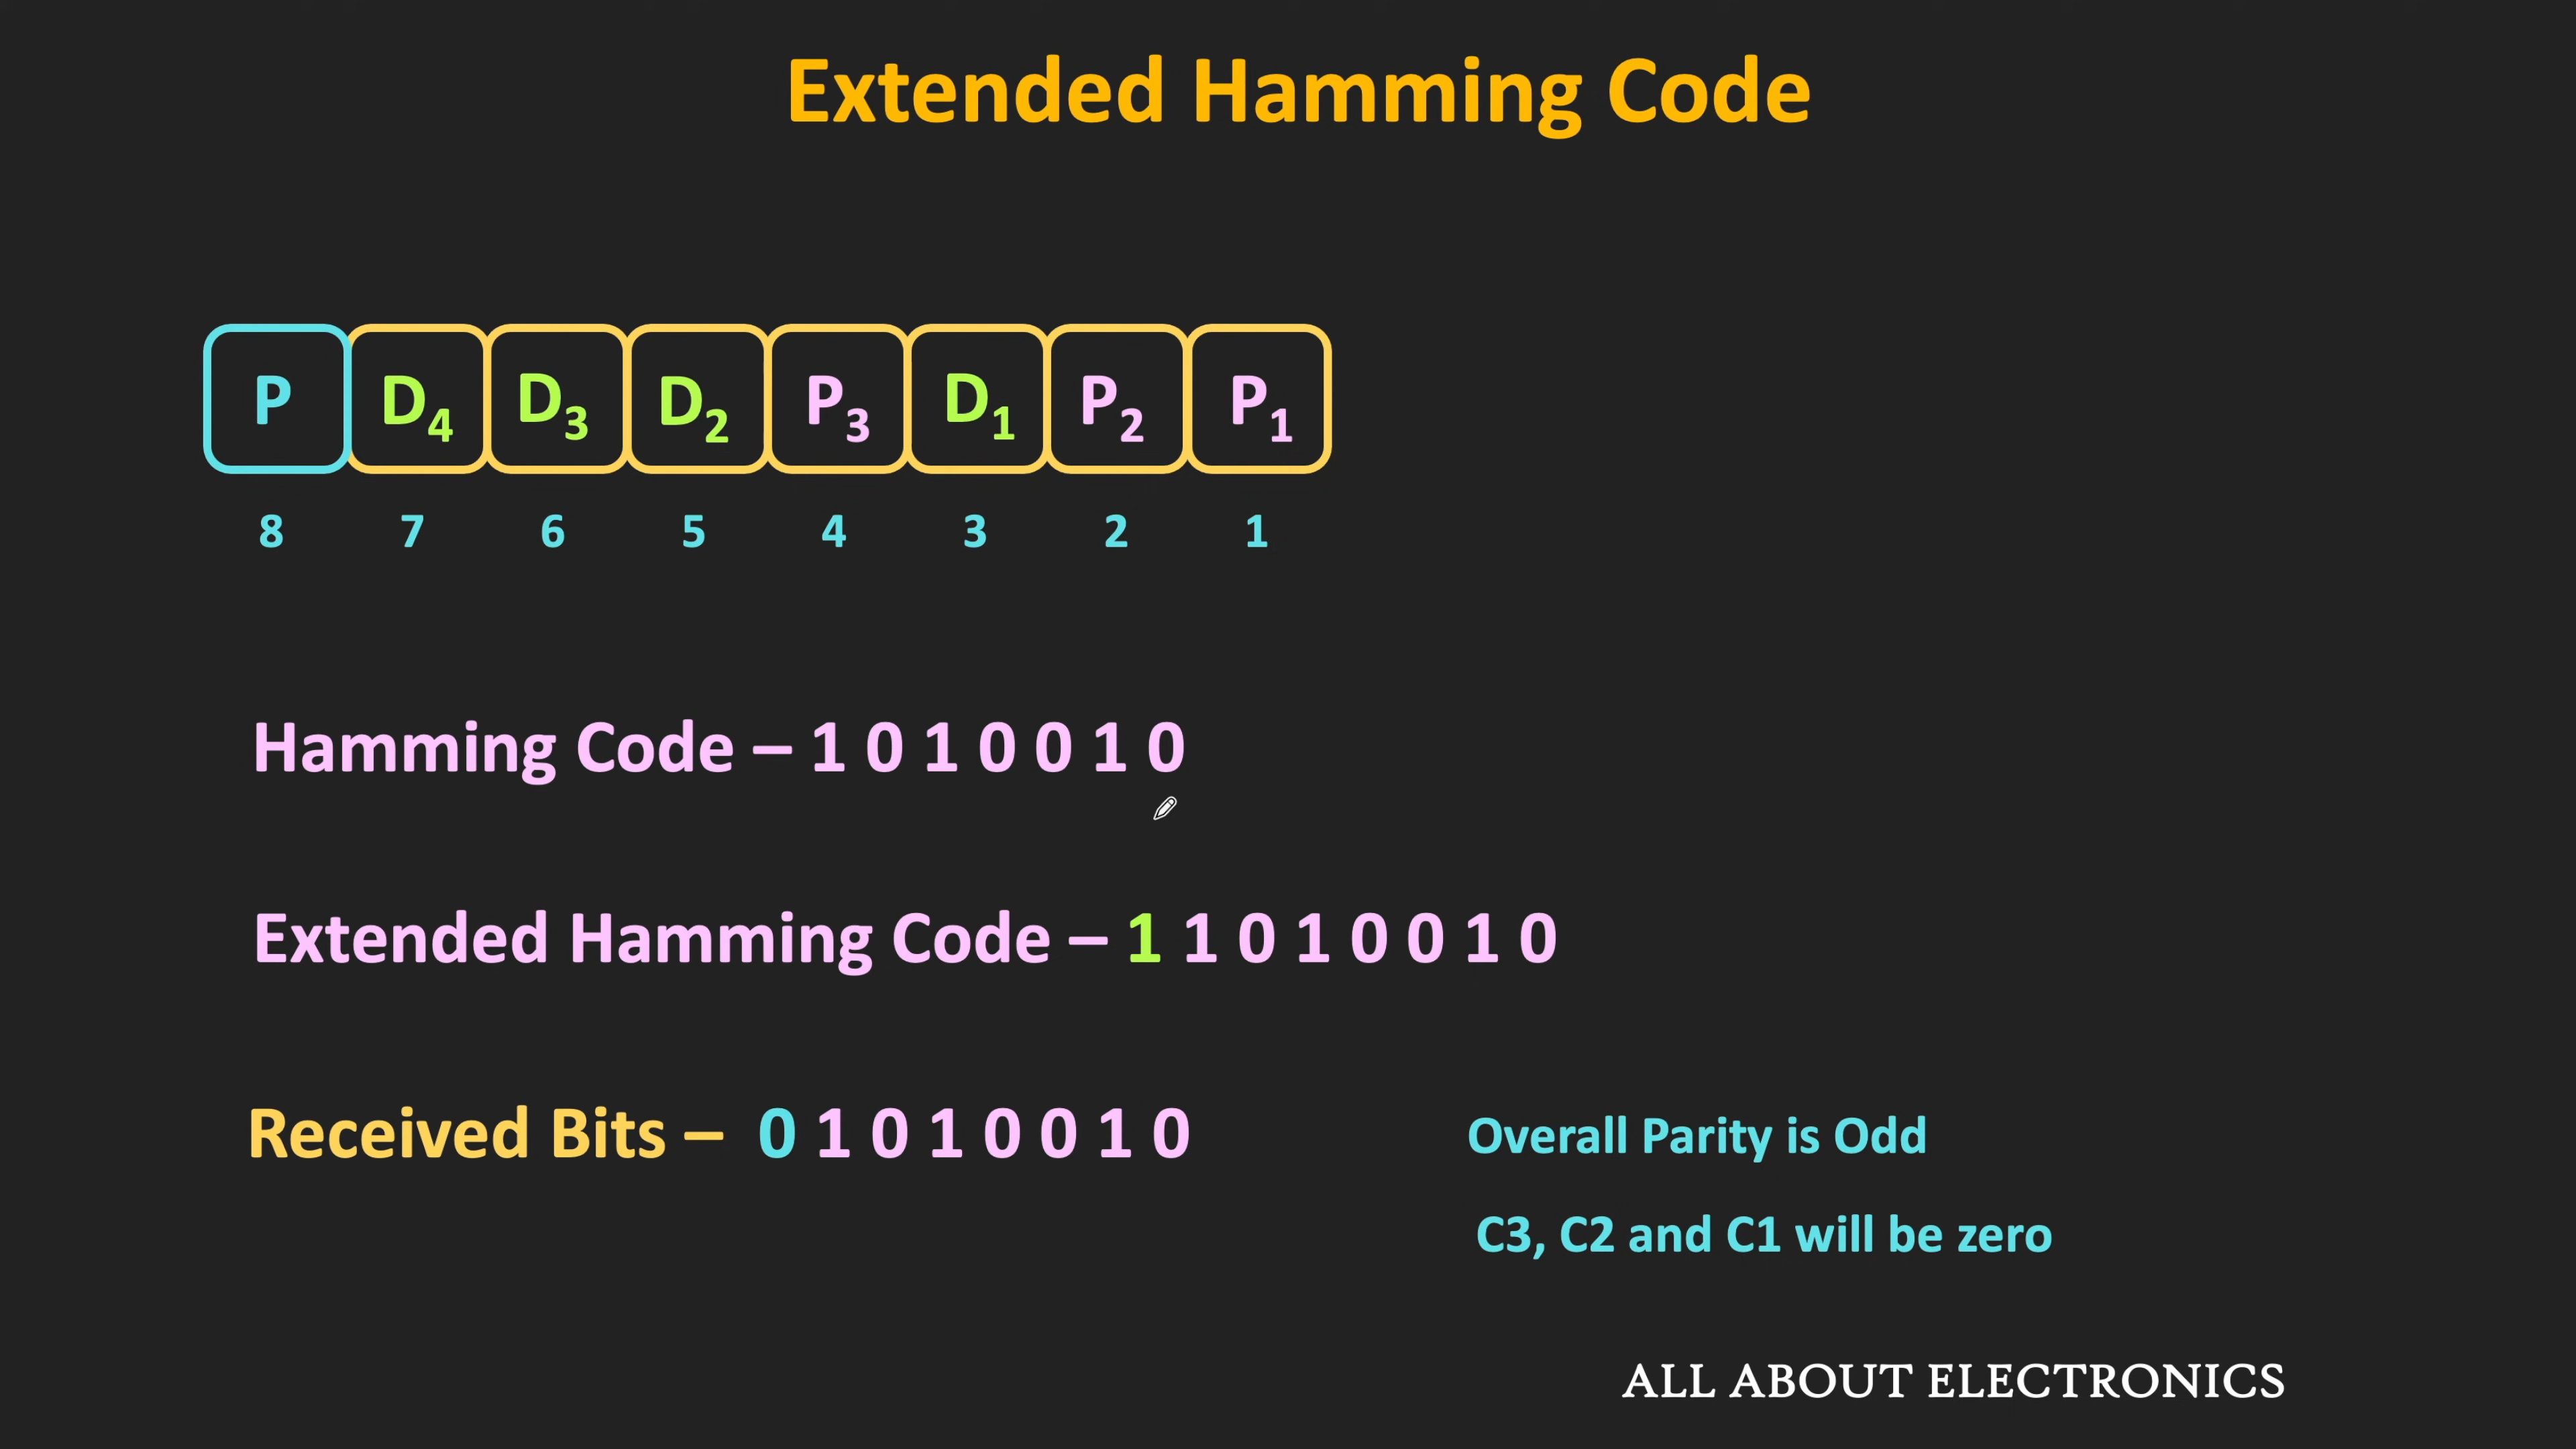 Extended Hamming Code
P D4 D3 D2 P3 D1 P2 P1
8 7 6 5 4 3 2 1
Hamming Code – 1 0 1 0 0 1 0
Extended Hamming Code – 1 1 0 1 0 0 1 0
Received Bits – 0 1 0 1 0 0 1 0
Overall Parity is Odd
C3, C2 and C1 will be zero
ALL ABOUT ELECTRONICS